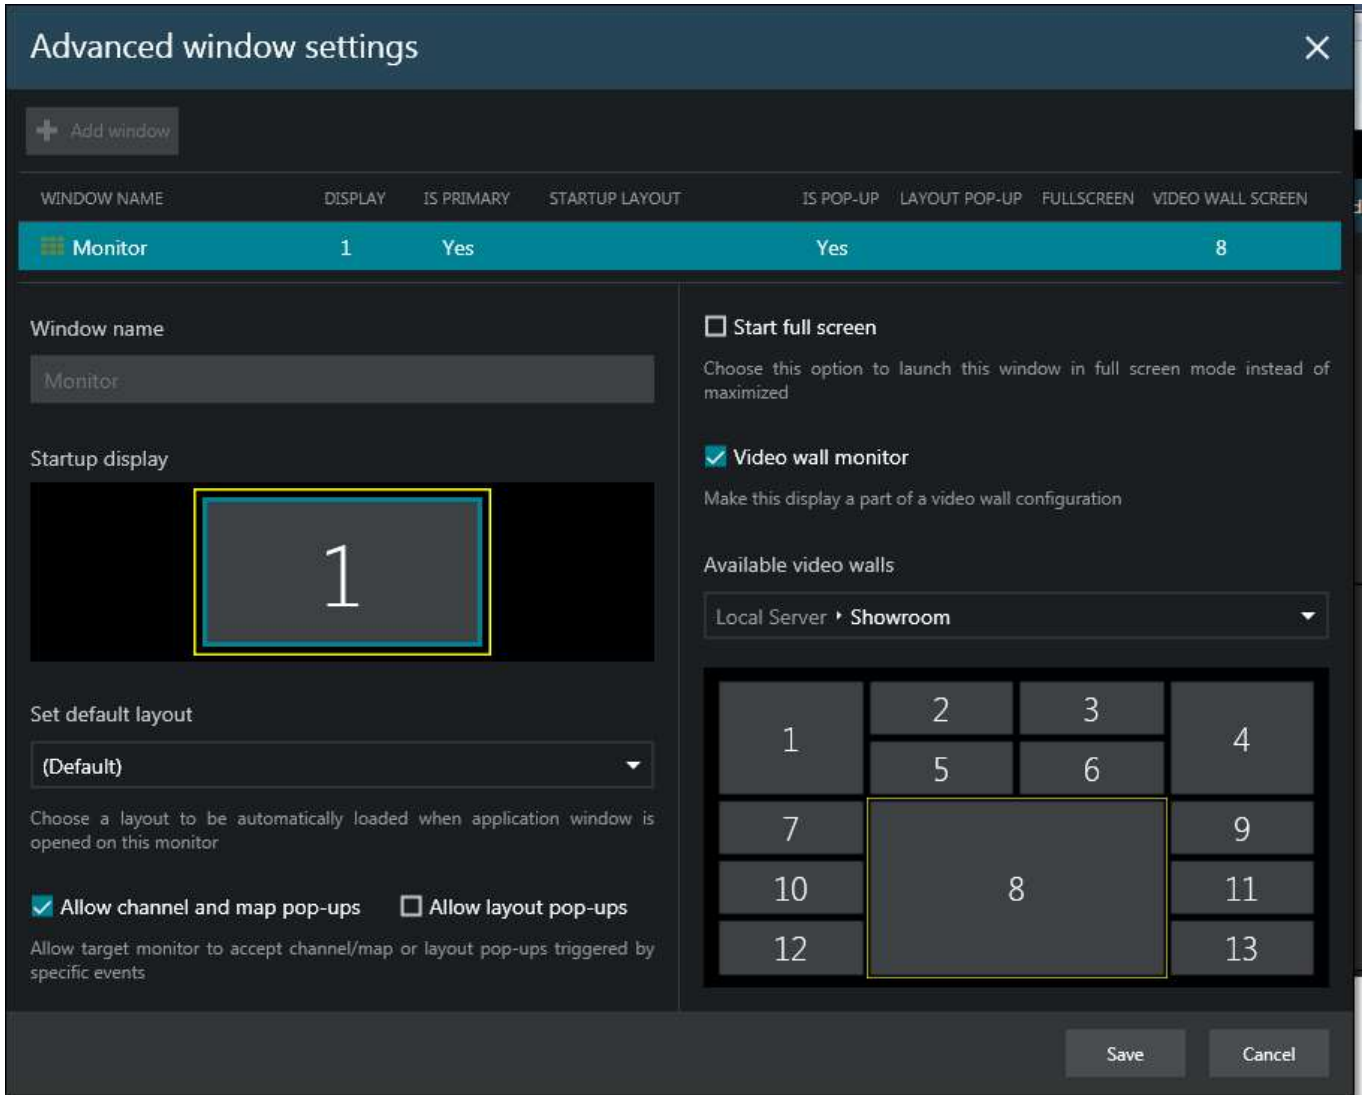 Advanced window settings
Add window
WINDOW NAME DISPLAY IS PRIMARY STARTUP LAYOUT IS POP-UP LAYOUT POP-UP FULLSCREEN VIDEO WALL SCREEN
Monitor 1 Yes Yes 8
Window name
Monitor
Startup display
1
Set default layout
(Default)
Choose a layout to be automatically loaded when application window is
opened on this monitor
Allow channel and map pop-ups Allow layout pop-ups
Allow target monitor to accept channel/map or layout pop-ups triggered by
specific events
Start full screen
Choose this option to launch this window in full screen mode instead of
maximized
Video wall monitor
Make this display a part of a video wall configuration
Available video walls
Local Server ‣ Showroom
1 2 3 4
5 6
7 8 9
10 11
12 13
Save Cancel